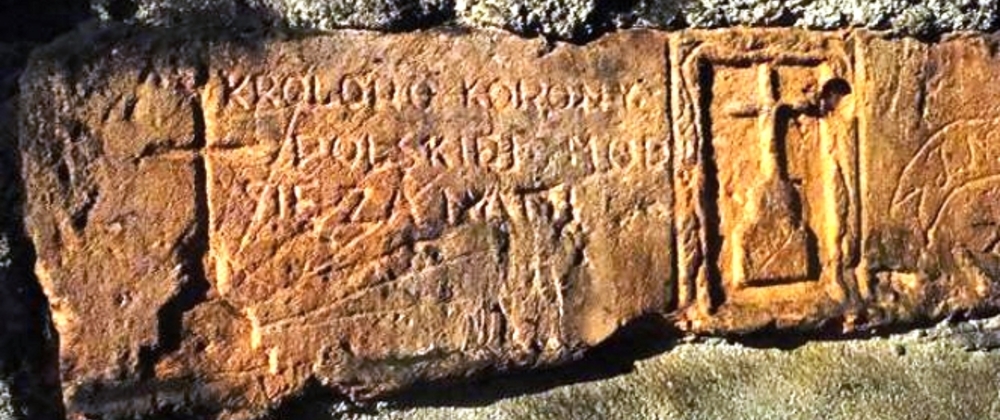 KROLOWO KORONY
POLSKIEJ MOD
SIE ZA NAMI